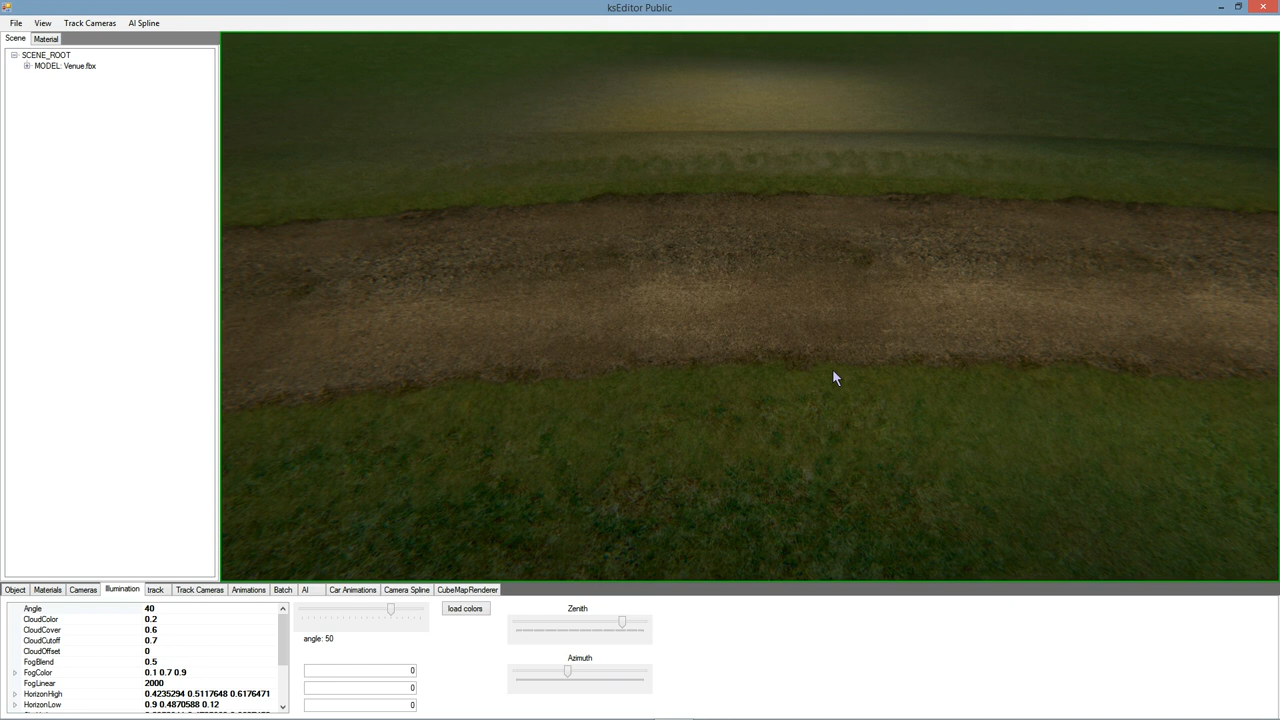 ksEditor Public
File View Track Cameras AI Spline
Scene Material
SCENE_ROOT
MODEL: Venue.fbx
Object Materials Cameras Illumination track Track Cameras Animations Batch AI Car Animations Camera Spline CubeMapRenderer
Angle 40
CloudColor 0.2
CloudCover 0.6
CloudCutoff 0.7
CloudOffset 0
FogBlend 0.5
FogColor 0.1 0.7 0.9
FogLinear 2000
HorizonHigh 0.4235294 0.5117648 0.6176471
HorizonLow 0.9 0.4870588 0.12
angle: 50
0
0
0
load colors
Zenith
Azimuth